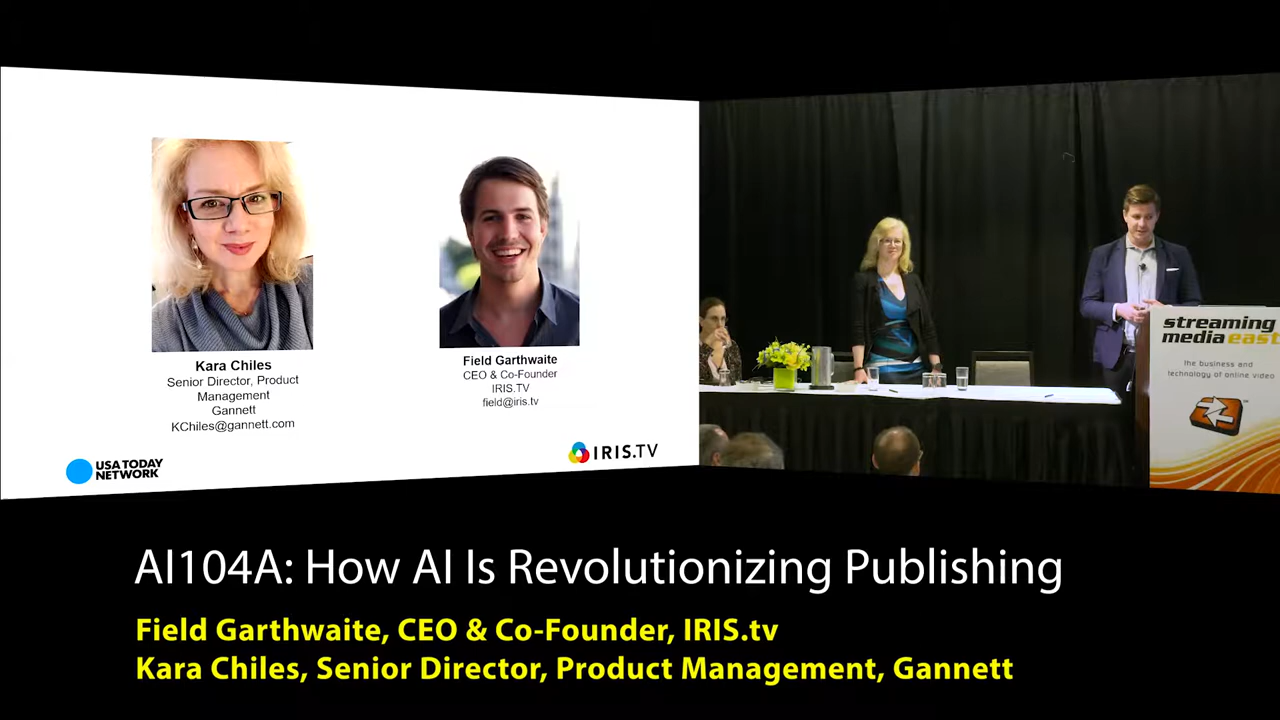 Kara Chiles
Senior Director, Product
Management
Gannett
KChiles@gannett.com
Field Garthwaite
CEO & Co-Founder
IRIS.TV
field@iris.tv
USA TODAY
NETWORK
IRIS.TV
streaming
media east
the business and
technology of online video
AI104A: How AI Is Revolutionizing Publishing
Field Garthwaite, CEO & Co-Founder, IRIS.tv
Kara Chiles, Senior Director, Product Management, Gannett